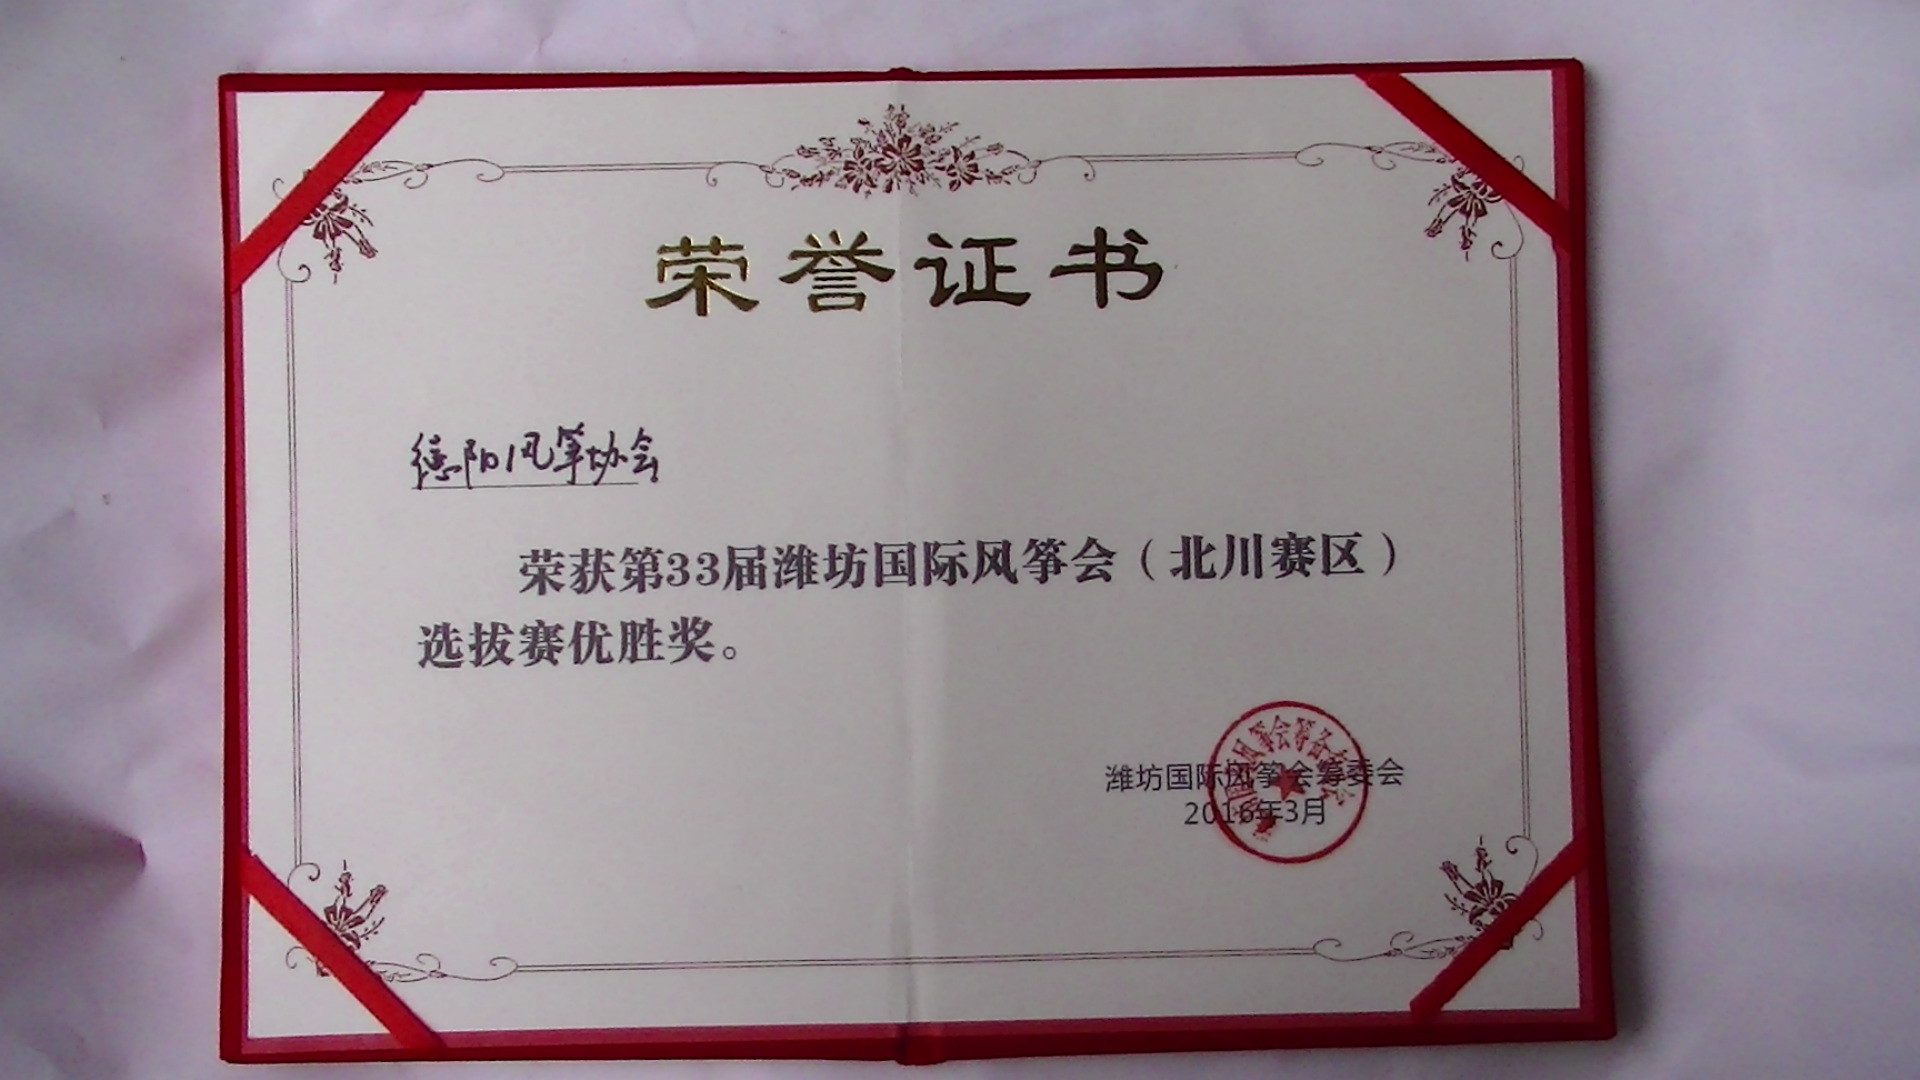 荣誉证书
德阳风筝协会
荣获第33届潍坊国际风筝会（北川赛区）
选拔赛优胜奖。
潍坊国际风筝会筹委会
2016年3月